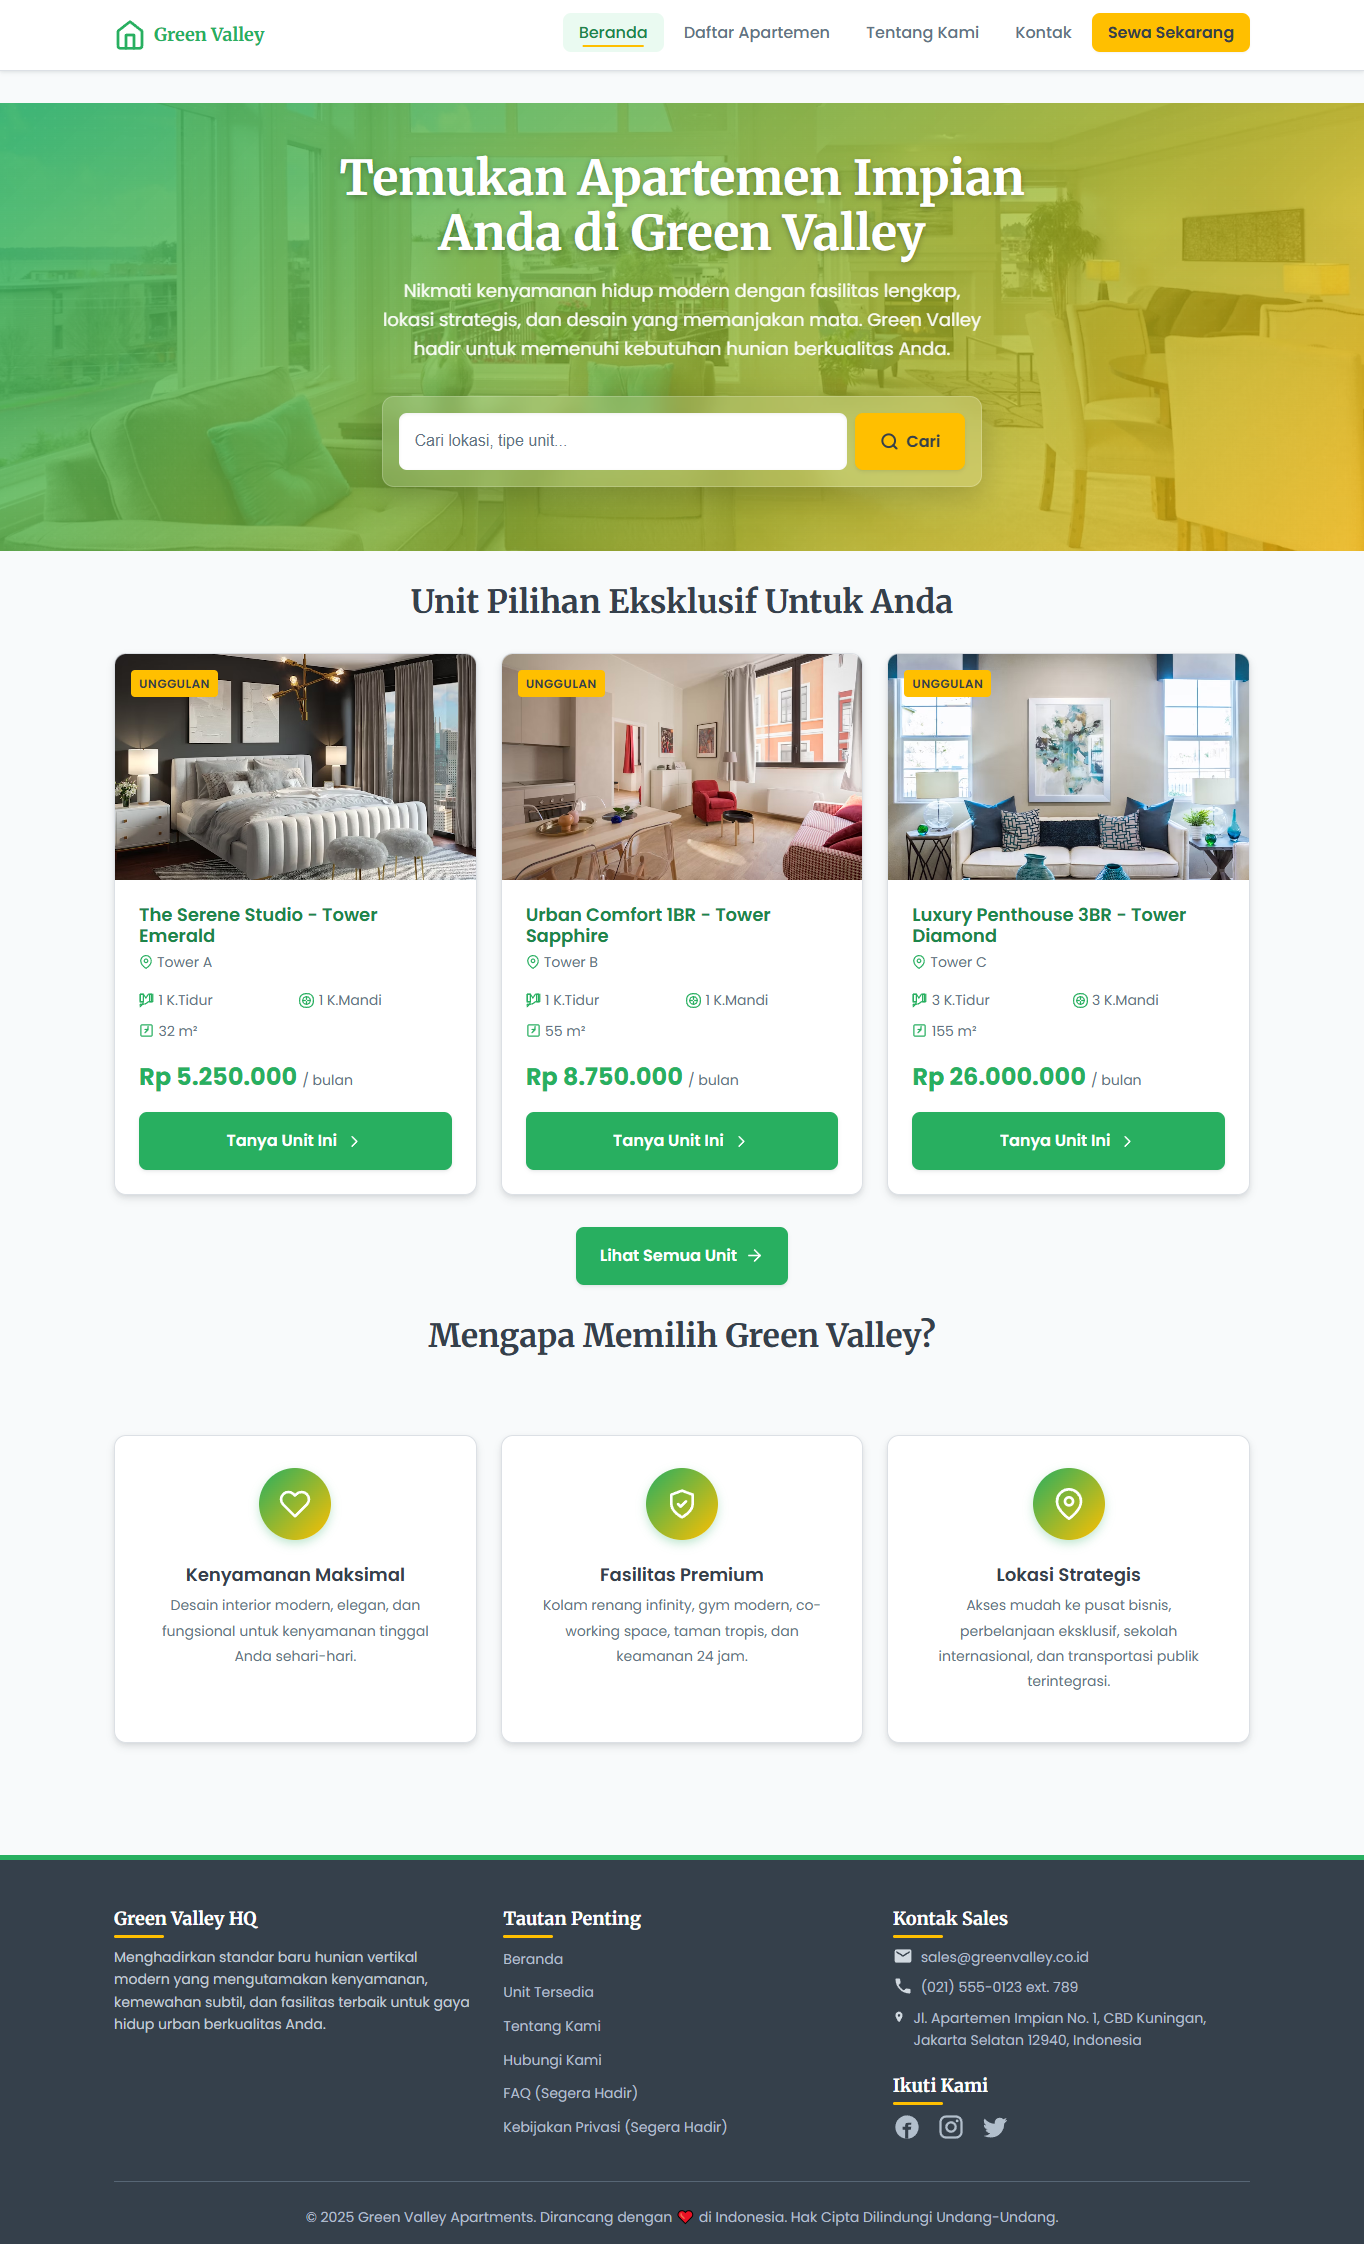 Green Valley
Beranda
Daftar Apartemen
Tentang Kami
Kontak
Sewa Sekarang
Temukan Apartemen Impian
Anda di Green Valley
Nikmati kenyamanan hidup modern dengan fasilitas lengkap,
lokasi strategis, dan desain yang memanjakan mata. Green Valley
hadir untuk memenuhi kebutuhan hunian berkualitas Anda.
Cari lokasi, tipe unit...
Cari
Unit Pilihan Eksklusif Untuk Anda
UNGGULAN
The Serene Studio - Tower
Emerald
Tower A
1 K.Tidur
1 K.Mandi
32 m²
Rp 5.250.000 / bulan
Tanya Unit Ini
UNGGULAN
Urban Comfort 1BR - Tower
Sapphire
Tower B
1 K.Tidur
1 K.Mandi
55 m²
Rp 8.750.000 / bulan
Tanya Unit Ini
UNGGULAN
Luxury Penthouse 3BR - Tower
Diamond
Tower C
3 K.Tidur
3 K.Mandi
155 m²
Rp 26.000.000 / bulan
Tanya Unit Ini
Lihat Semua Unit
Mengapa Memilih Green Valley?
Kenyamanan Maksimal
Desain interior modern, elegan, dan
fungsional untuk kenyamanan tinggal
Anda sehari-hari.
Fasilitas Premium
Kolam renang infinity, gym modern, co-
working space, taman tropis, dan
keamanan 24 jam.
Lokasi Strategis
Akses mudah ke pusat bisnis,
perbelanjaan eksklusif, sekolah
internasional, dan transportasi publik
terintegrasi.
Green Valley HQ
Menghadirkan standar baru hunian vertikal
modern yang mengutamakan kenyamanan,
kemewahan subtil, dan fasilitas terbaik untuk gaya
hidup urban berkualitas Anda.
Tautan Penting
Beranda
Unit Tersedia
Tentang Kami
Hubungi Kami
FAQ (Segera Hadir)
Kebijakan Privasi (Segera Hadir)
Kontak Sales
sales@greenvalley.co.id
(021) 555-0123 ext. 789
Jl. Apartemen Impian No. 1, CBD Kuningan,
Jakarta Selatan 12940, Indonesia
Ikuti Kami
© 2025 Green Valley Apartments. Dirancang dengan ❤️ di Indonesia. Hak Cipta Dilindungi Undang-Undang.